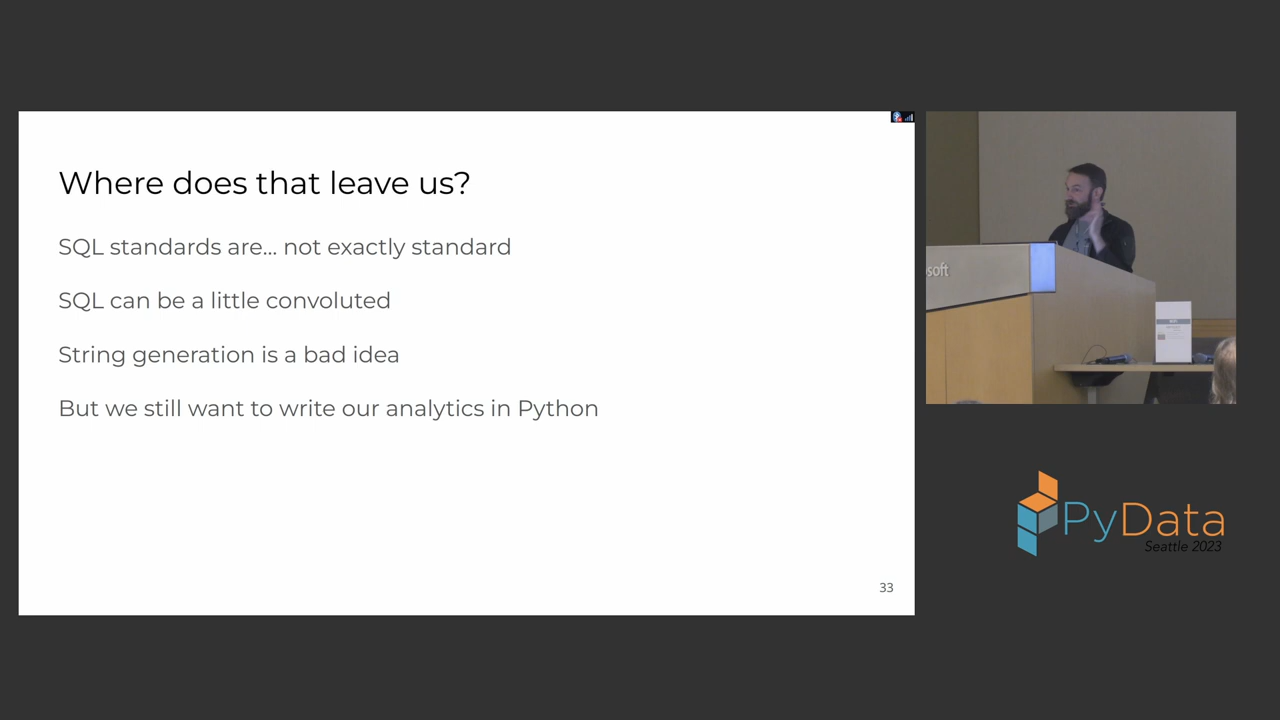 Where does that leave us?
SQL standards are... not exactly standard
SQL can be a little convoluted
String generation is a bad idea
But we still want to write our analytics in Python
33
soft
PyData
Seattle 2023